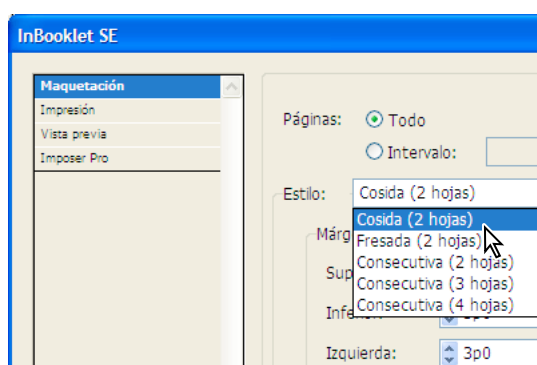 InBooklet SE
Maquetación
Impresión
Vista previa
Imposer Pro
Páginas: Todo
Intervalo:
Estilo: Cosida (2 hojas)
Cosida (2 hojas)
Fresada (2 hojas)
Consecutiva (2 hojas)
Consecutiva (3 hojas)
Consecutiva (4 hojas)
Izquierda: 3p0